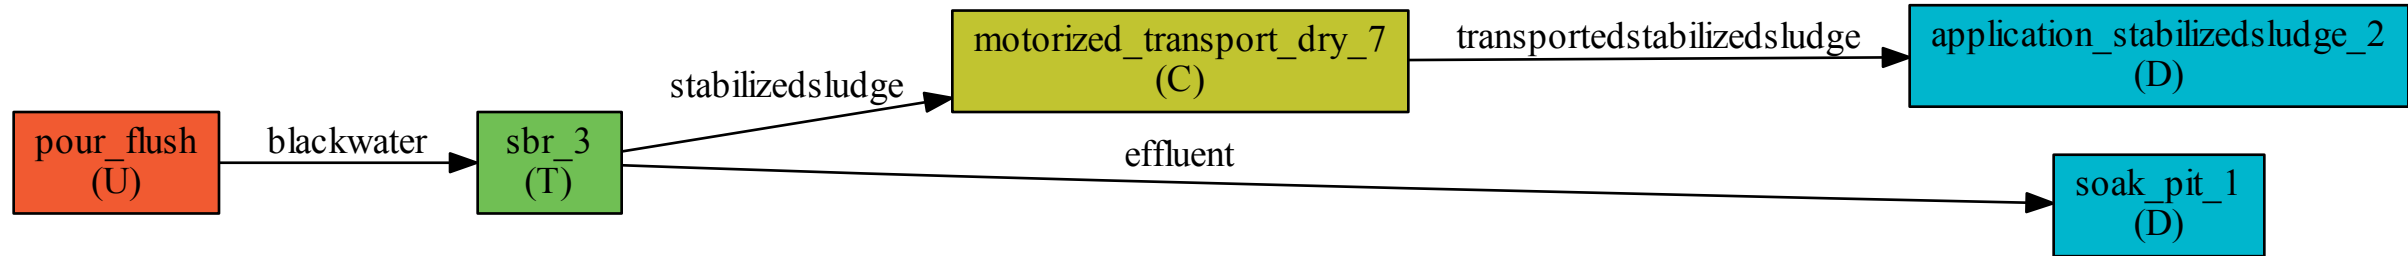 pour_flush
(U)
blackwater
sbr_3
(T)
stabilizedsludge
motorized_transport_dry_7
(C)
transportedstabilizedsludge
application_stabilizedsludge_2
(D)
effluent
soak_pit_1
(D)